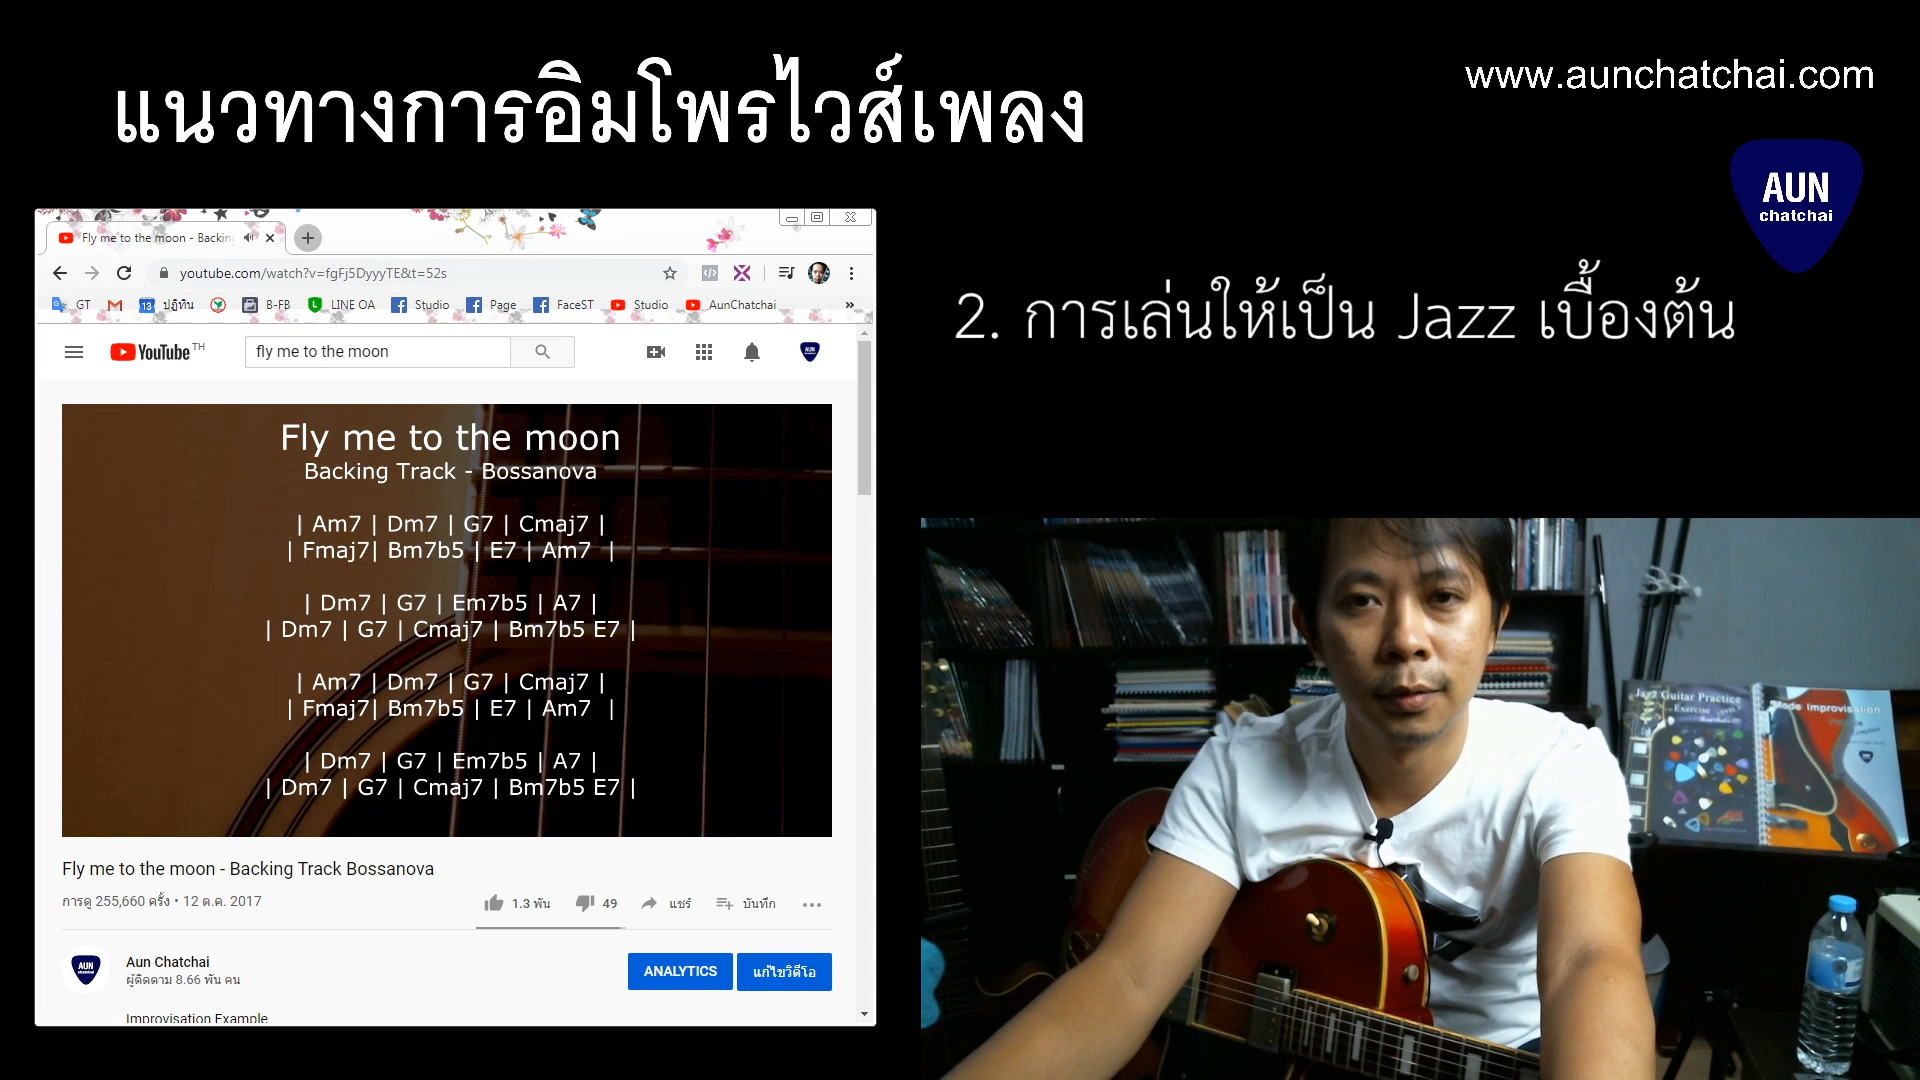 แนวทางการอิมโพรไวส์เพลง
www.aunchatchai.com
AUN
chatchai
2. การเล่นให้เป็น Jazz เบื้องต้น
Fly me to the moon - Backin
youtube.com/watch?v=fgFj5DyyyTE&t=52s
GT
13 ปฏิทิน
B-FB
LINE OA
Studio
Page
FaceST
Studio
AunChatchai
YouTube TH
fly me to the moon
Fly me to the moon
Backing Track - Bossanova
| Am7 | Dm7 | G7 | Cmaj7 |
| Fmaj7| Bm7b5 | E7 | Am7 |
| Dm7 | G7 | Em7b5 | A7 |
| Dm7 | G7 | Cmaj7 | Bm7b5 E7 |
| Am7 | Dm7 | G7 | Cmaj7 |
| Fmaj7| Bm7b5 | E7 | Am7 |
| Dm7 | G7 | Em7b5 | A7 |
| Dm7 | G7 | Cmaj7 | Bm7b5 E7 |
Fly me to the moon - Backing Track Bossanova
การดู 255,660 ครั้ง • 12 ต.ค. 2017
1.3 พัน
49
แชร์
บันทึก
Aun Chatchai
ผู้ติดตาม 8.66 พัน คน
ANALYTICS
แก้ไขวิดีโอ
Improvisation Example
Jazz Guitar Practice
Exercise
Mode Improvisation